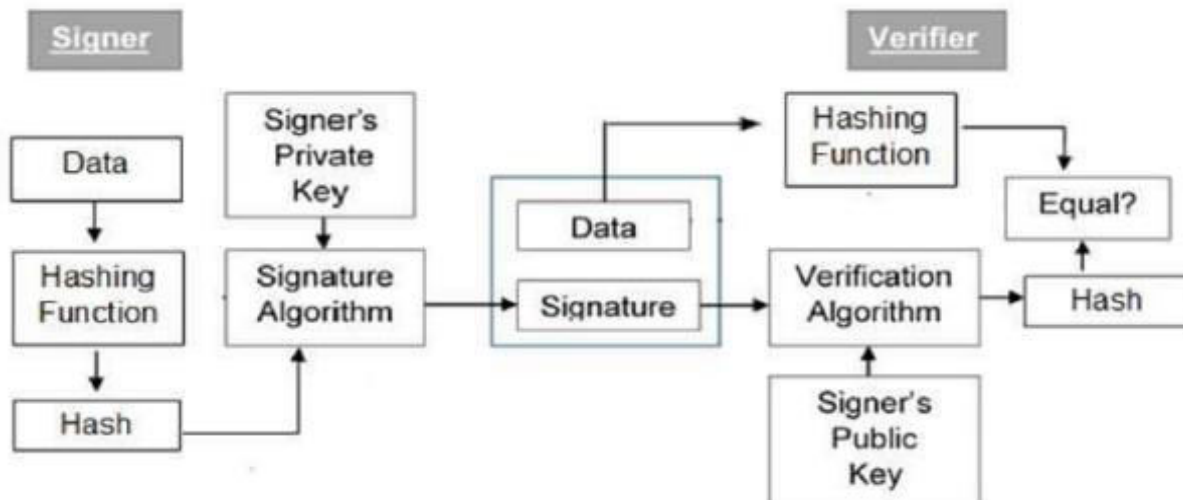 Signer
Verifier
Data
Hashing
Function
Hash
Signer's
Private
Key
Signature
Algorithm
Data
Signature
Hashing
Function
Verification
Algorithm
Signer's
Public
Key
Equal?
Hash